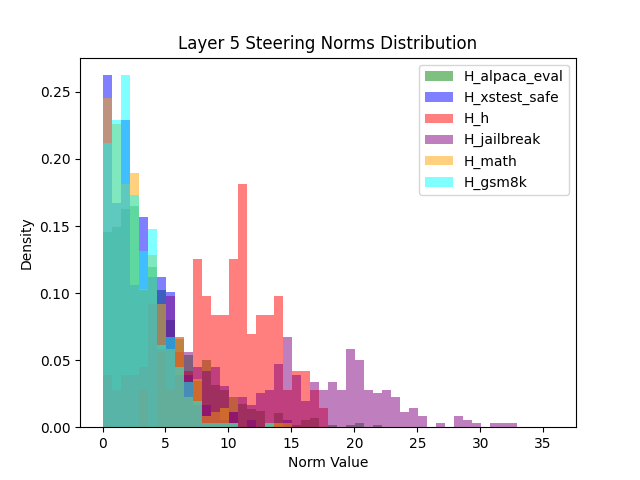 Layer 5 Steering Norms Distribution
H_alpaca_eval
H_xstest_safe
H_h
H_jailbreak
H_math
H_gsm8k
Density
0.25
0.20
0.15
0.10
0.05
0.00
0
5
10
15
20
25
30
35
Norm Value